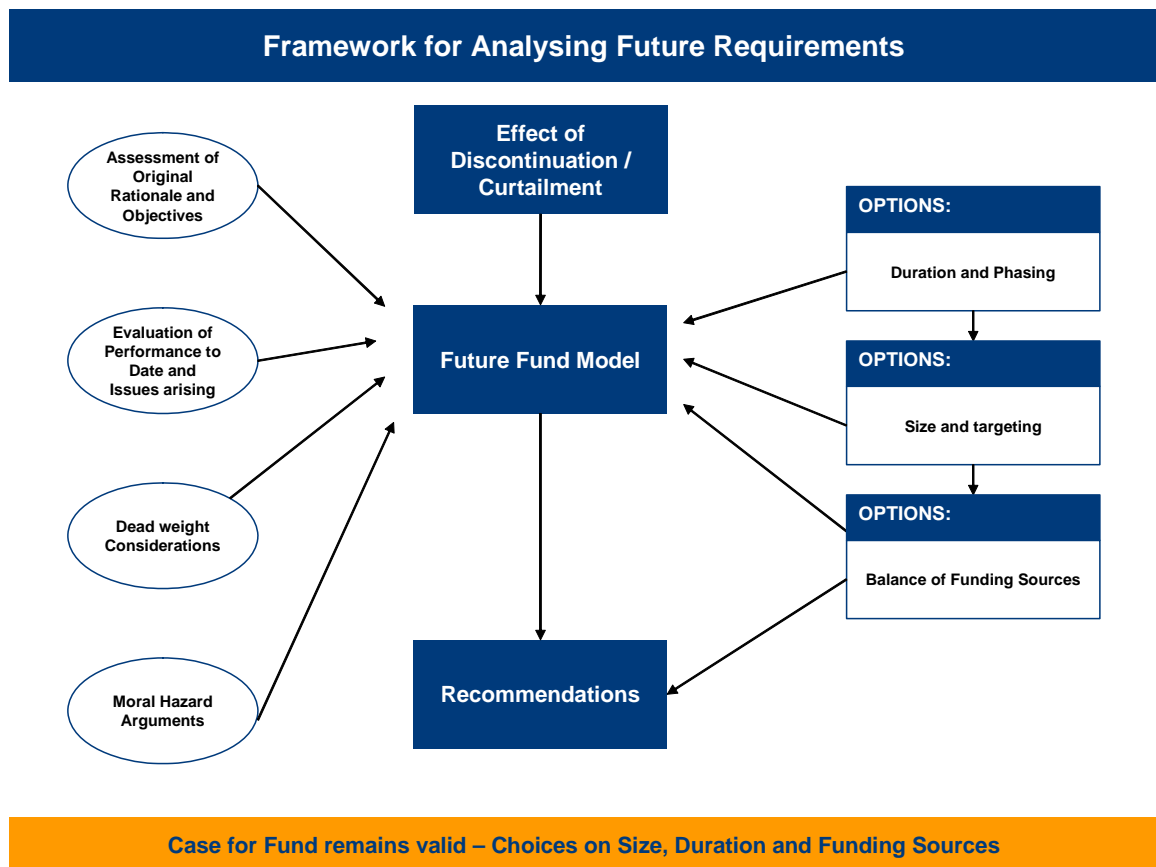 Framework for Analysing Future Requirements
Effect of
Discontinuation /
Curtailment
Assessment of
Original
Rationale and
Objectives
OPTIONS:
Duration and Phasing
Evaluation of
Performance to
Date and
Issues arising
Future Fund Model
OPTIONS:
Size and targeting
Dead weight
Considerations
OPTIONS:
Balance of Funding Sources
Moral Hazard
Arguments
Recommendations
Case for Fund remains valid – Choices on Size, Duration and Funding Sources